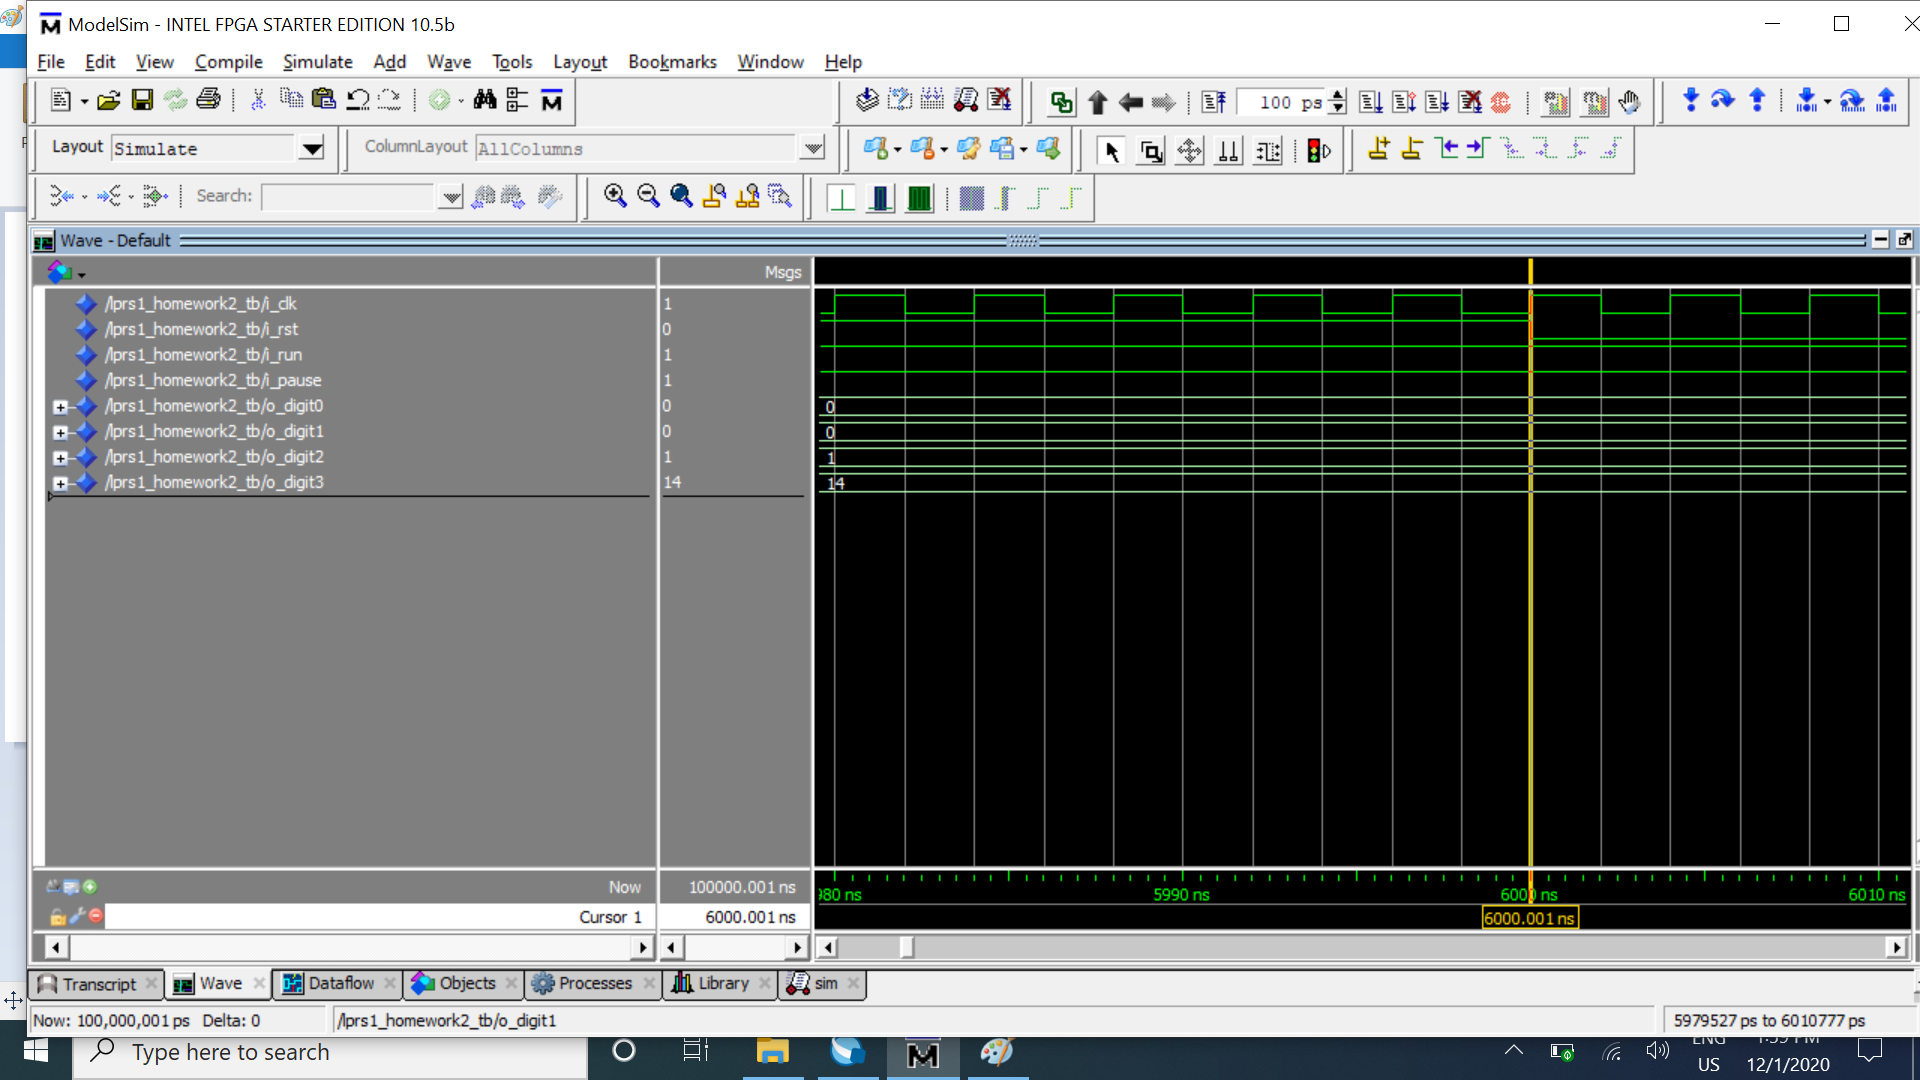 ModelSim - INTEL FPGA STARTER EDITION 10.5b
File Edit View Compile Simulate Add Wave Tools Layout Bookmarks Window Help
100 ps
Layout Simulate ColumnLayout AllColumns
Search:
Wave - Default
Msgs
/lprs1_homework2_tb/i_clk 1
/lprs1_homework2_tb/i_rst 0
/lprs1_homework2_tb/i_run 1
/lprs1_homework2_tb/i_pause 1
/lprs1_homework2_tb/o_digit0 0 0
/lprs1_homework2_tb/o_digit1 0 0
/lprs1_homework2_tb/o_digit2 1 1
/lprs1_homework2_tb/o_digit3 14 14
Now 100000.001 ns 980 ns 5990 ns 6000 ns 6010 ns
Cursor 1 6000.001 ns 6000.001 ns
Transcript Wave Dataflow Objects Processes Library sim
Now: 100,000,001 ps Delta: 0 /lprs1_homework2_tb/o_digit1 5979527 ps to 6010777 ps
Type here to search
ENG
US
1:39 PM
12/1/2020